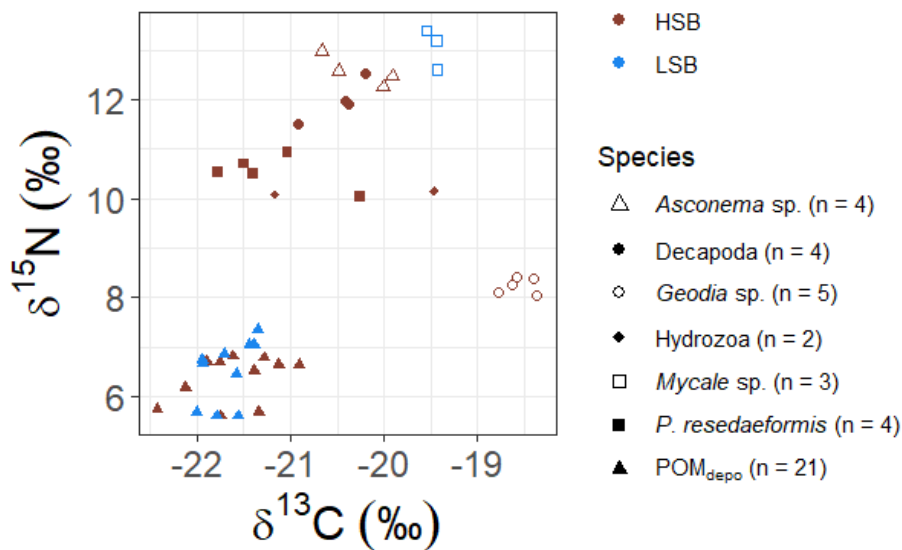 HSB
LSB
Species
Asconema sp. (n = 4)
Decapoda (n = 4)
Geodia sp. (n = 5)
Hydrozoa (n = 2)
Mycale sp. (n = 3)
P. resedaeformis (n = 4)
POMdepo (n = 21)
δ15N (‰)
12
10
8
6
-22 -21 -20 -19
δ13C (‰)